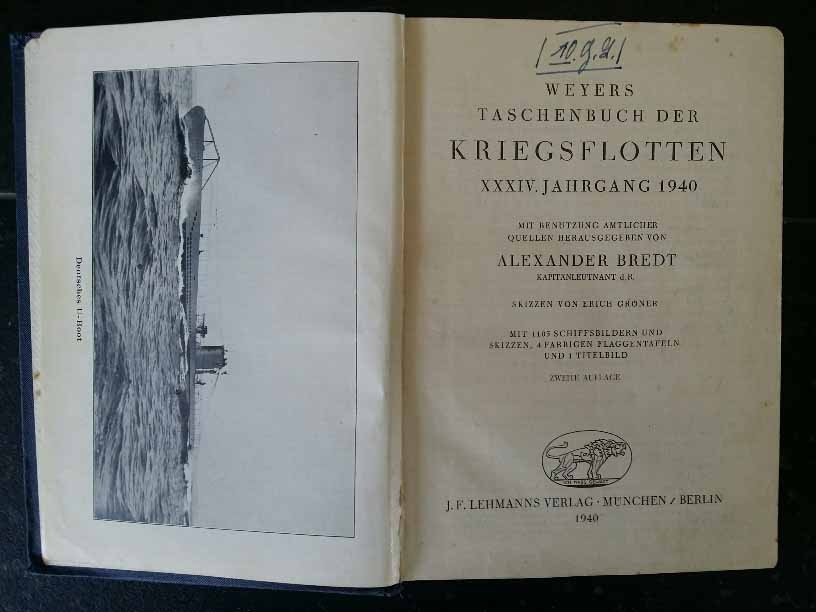 Deutsches U-Boot
10. g. L.
WEYERS
TASCHENBUCH DER
KRIEGSFLOTTEN
XXXIV. JAHRGANG 1940
MIT BENUTZUNG AMTLICHER
QUELLEN HERAUSGEGEBEN VON
ALEXANDER BREDT
KAPITÄNLEUTNANT d. R.
SKIZZEN VON ERICH GRÖNER
MIT 1105 SCHIFFSBILDERN UND
SKIZZEN, 4 FARBIGEN FLAGGENTAFELN
UND 1 TITELBILD
ZWEITE AUFLAGE
J. F. LEHMANNS VERLAG · MÜNCHEN / BERLIN
1940